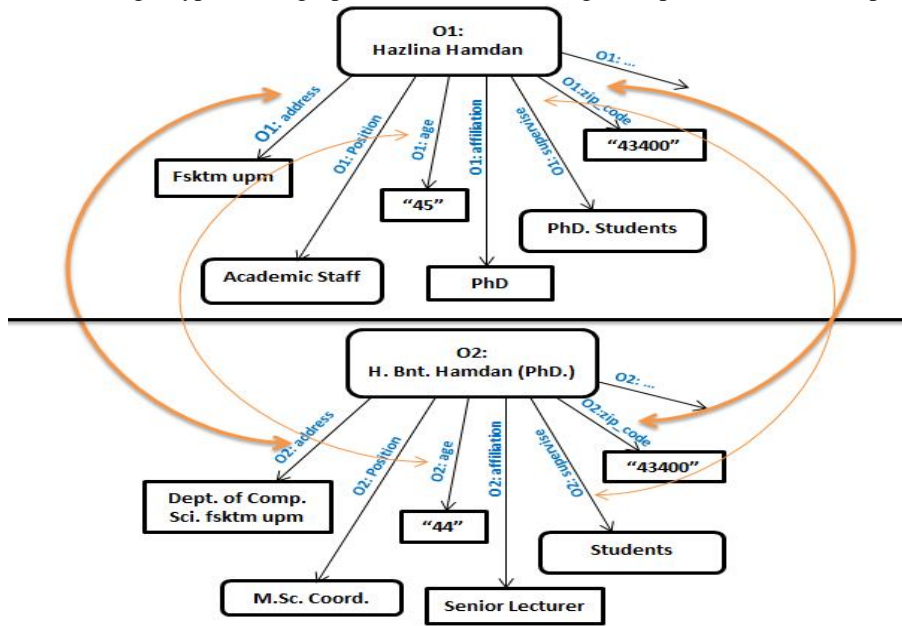 O1:
Hazlina Hamdan
O1: ...
O1: address
O1: Position
O1: age
O1: affiliation
O1: supervise
O1:zip_code
"43400"
Fsktm upm
"45"
PhD. Students
Academic Staff
PhD
O2:
H. Bnt. Hamdan (PhD.)
O2: ...
O2: address
O2: Position
O2: age
O2: affiliation
O2: supervise
O2:zip_code
"43400"
Dept. of Comp.
Sci. fsktm upm
"44"
Students
M.Sc. Coord.
Senior Lecturer